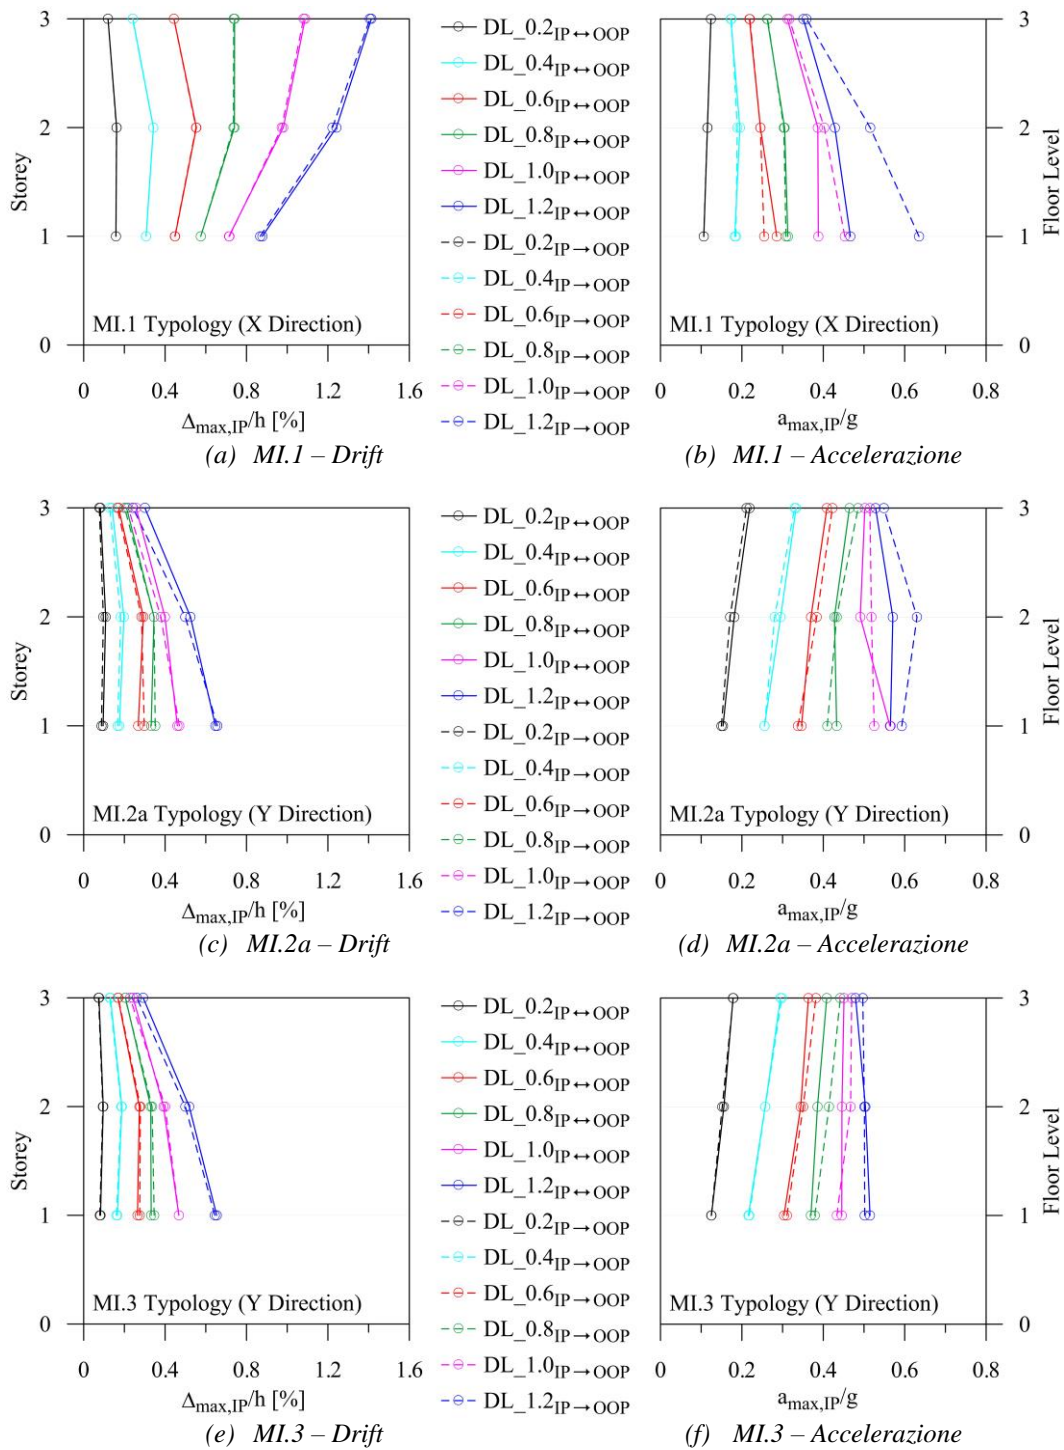 3
2
1
0
Storey
MI.1 Typology (X Direction)
0 0.4 0.8 1.2 1.6
Δmax,IP/h [%]
(a) MI.1 – Drift
DL_0.2IP↔OOP
DL_0.4IP↔OOP
DL_0.6IP↔OOP
DL_0.8IP↔OOP
DL_1.0IP↔OOP
DL_1.2IP↔OOP
DL_0.2IP→OOP
DL_0.4IP→OOP
DL_0.6IP→OOP
DL_0.8IP→OOP
DL_1.0IP→OOP
DL_1.2IP→OOP
3
2
1
0
Floor Level
MI.1 Typology (X Direction)
0 0.2 0.4 0.6 0.8
amax,IP/g
(b) MI.1 – Accelerazione
3
2
1
0
Storey
MI.2a Typology (Y Direction)
0 0.4 0.8 1.2 1.6
Δmax,IP/h [%]
(c) MI.2a – Drift
DL_0.2IP↔OOP
DL_0.4IP↔OOP
DL_0.6IP↔OOP
DL_0.8IP↔OOP
DL_1.0IP↔OOP
DL_1.2IP↔OOP
DL_0.2IP→OOP
DL_0.4IP→OOP
DL_0.6IP→OOP
DL_0.8IP→OOP
DL_1.0IP→OOP
DL_1.2IP→OOP
3
2
1
0
Floor Level
MI.2a Typology (Y Direction)
0 0.2 0.4 0.6 0.8
amax,IP/g
(d) MI.2a – Accelerazione
3
2
1
0
Storey
MI.3 Typology (Y Direction)
0 0.4 0.8 1.2 1.6
Δmax,IP/h [%]
(e) MI.3 – Drift
DL_0.2IP↔OOP
DL_0.4IP↔OOP
DL_0.6IP↔OOP
DL_0.8IP↔OOP
DL_1.0IP↔OOP
DL_1.2IP↔OOP
DL_0.2IP→OOP
DL_0.4IP→OOP
DL_0.6IP→OOP
DL_0.8IP→OOP
DL_1.0IP→OOP
DL_1.2IP→OOP
3
2
1
0
Floor Level
MI.3 Typology (Y Direction)
0 0.2 0.4 0.6 0.8
amax,IP/g
(f) MI.3 – Accelerazione